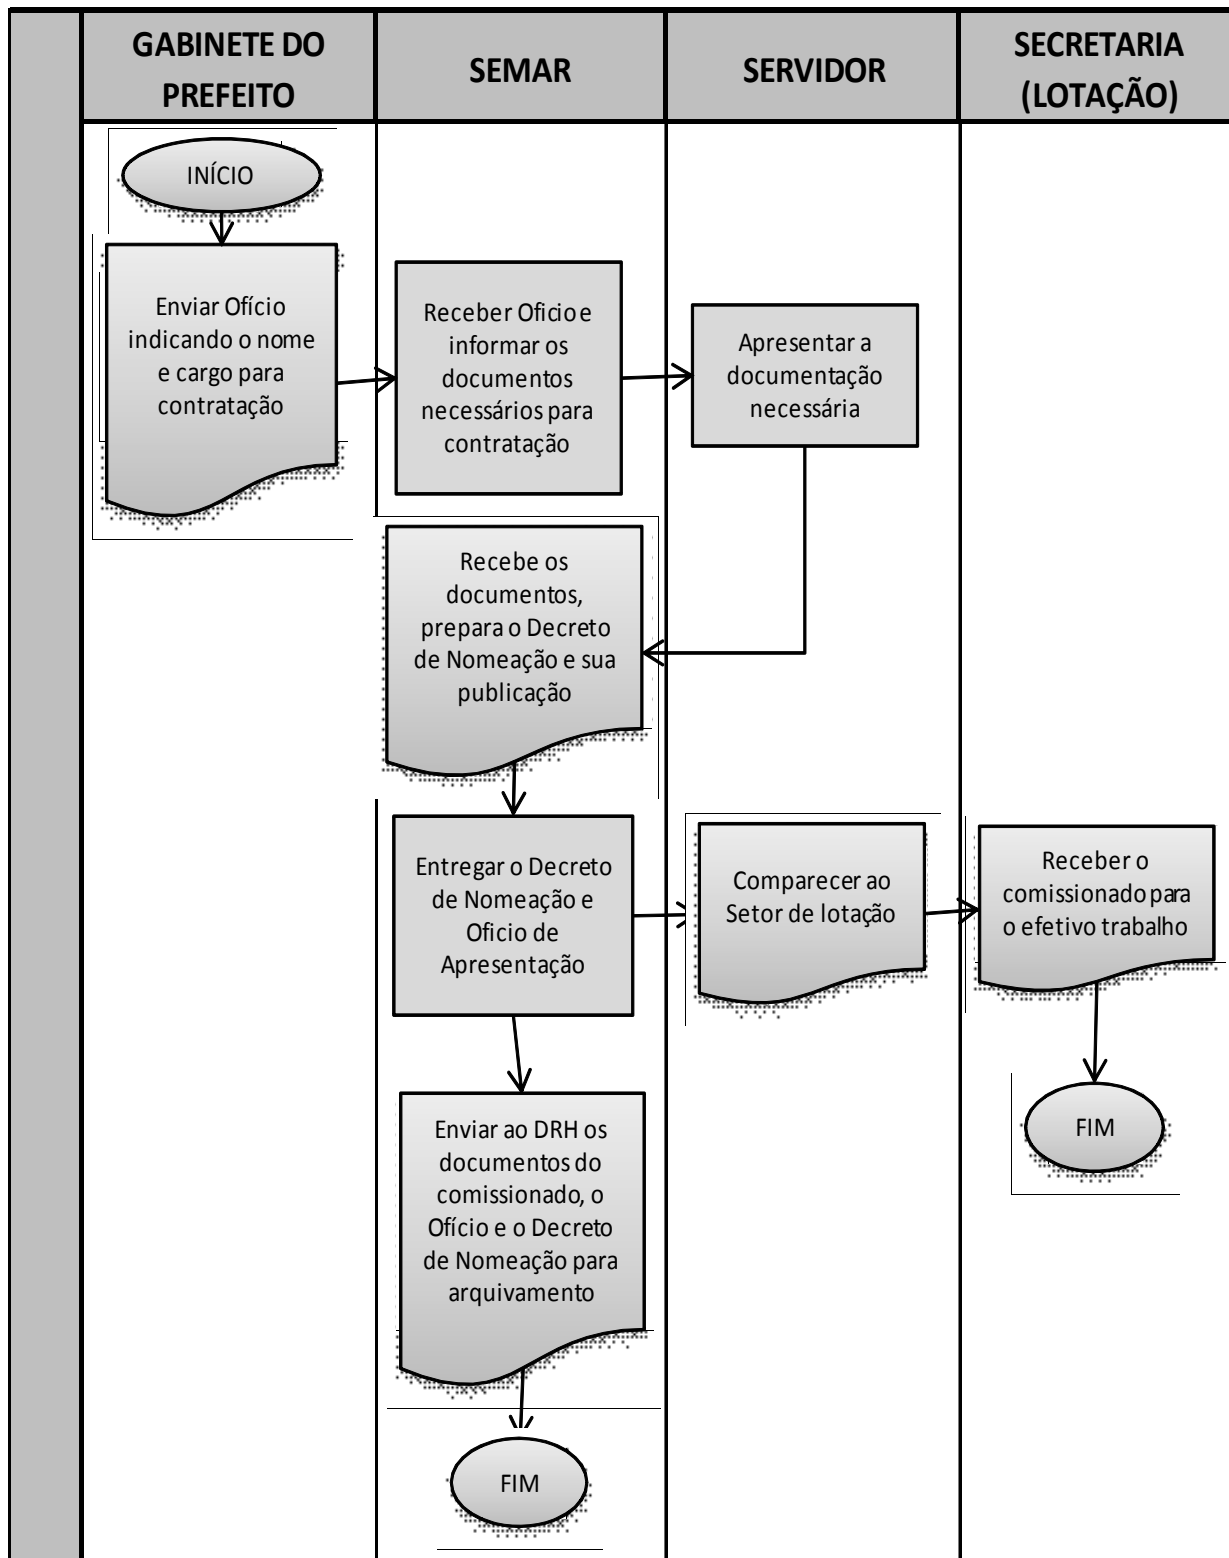 GABINETE DO
PREFEITO
SEMAR
SERVIDOR
SECRETARIA
(LOTAÇÃO)
INÍCIO
Enviar Ofício
indicando o nome
e cargo para
contratação
Receber Oficio e
informar os
documentos
necessários para
contratação
Apresentar a
documentação
necessária
Recebe os
documentos,
prepara o Decreto
de Nomeação e sua
publicação
Entregar o Decreto
de Nomeação e
Oficio de
Apresentação
Comparecer ao
Setor de lotação
Receber o
comissionado para
o efetivo trabalho
FIM
Enviar ao DRH os
documentos do
comissionado, o
Ofício e o Decreto
de Nomeação para
arquivamento
FIM